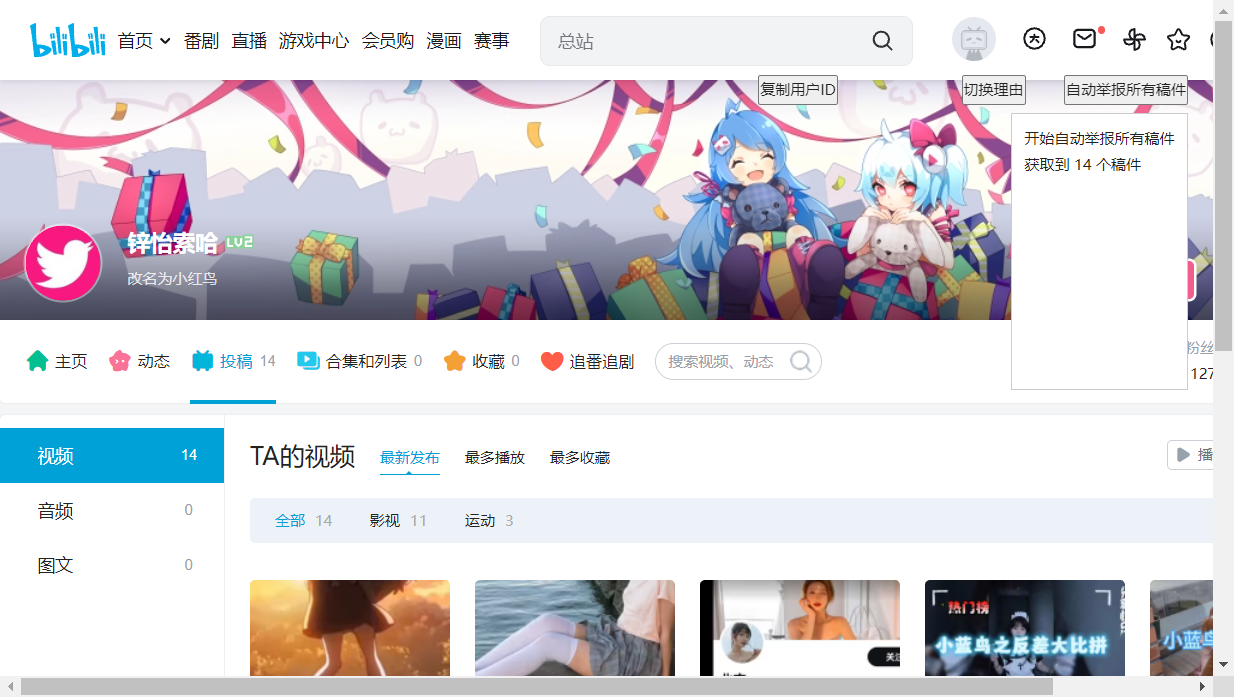 bilibili 首页 番剧 直播 游戏中心 会员购 漫画 赛事 总站
复制用户ID 切换理由 自动举报所有稿件
开始自动举报所有稿件
获取到 14 个稿件
锌怡索哈 LV2
改名为小红鸟
主页 动态 投稿 14 合集和列表 0 收藏 0 追番追剧 搜索视频、动态 粉丝
127
视频 14
音频 0
图文 0
TA的视频 最新发布 最多播放 最多收藏 播
全部 14 影视 11 运动 3
热门榜
小蓝鸟之反差大比拼
关注
小蓝鸟